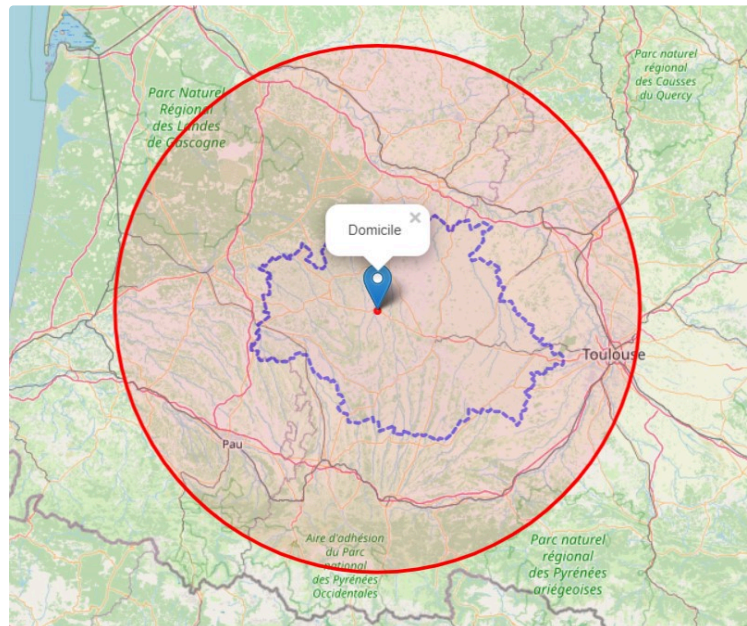 Parc naturel
régional
des Causses
du Quercy
Parc Naturel
Régional
des Landes
de Gascogne
Domicile
×
Toulouse
Pau
Aire d'adhésion
du Parc
national
des Pyrénées
Occidentales
Parc naturel
régional
des Pyrénées
ariégeoises